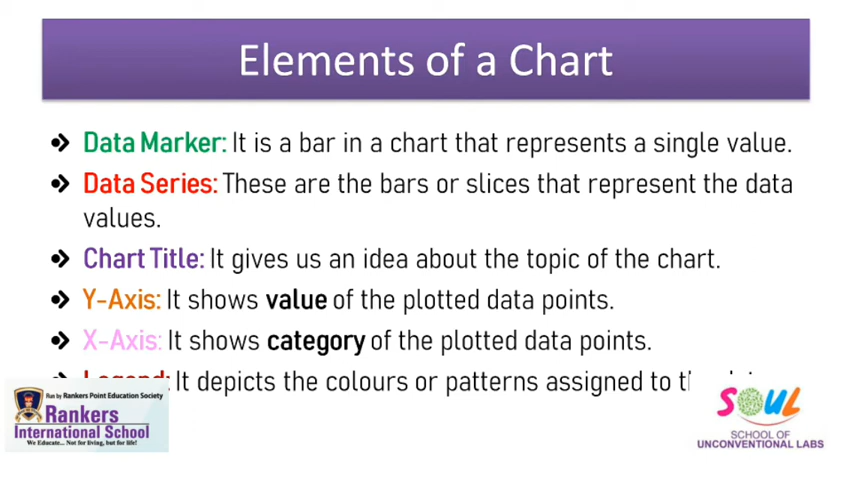 Elements of a Chart
Data Marker: It is a bar in a chart that represents a single value.
Data Series: These are the bars or slices that represent the data
values.
Chart Title: It gives us an idea about the topic of the chart.
Y-Axis: It shows value of the plotted data points.
X-Axis: It shows category of the plotted data points.
Legend: It depicts the colours or patterns assigned to
Run by Rankers Point Education Society
Rankers
International School
We Educate... Not for living, but for life!
SOUL
SCHOOL OF
UNCONVENTIONAL LABS